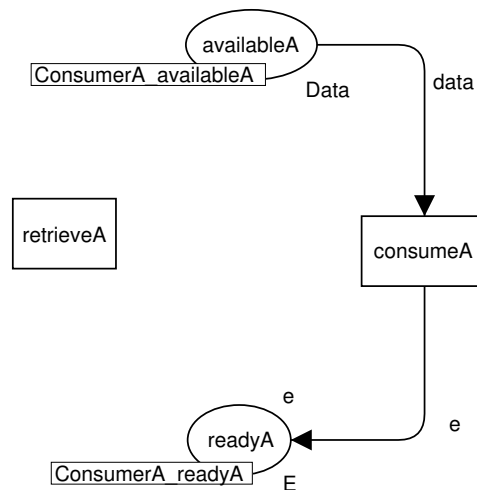 availableA
ConsumerA_availableA
Data
data
retrieveA
consumeA
e
e
readyA
ConsumerA_readyA
E